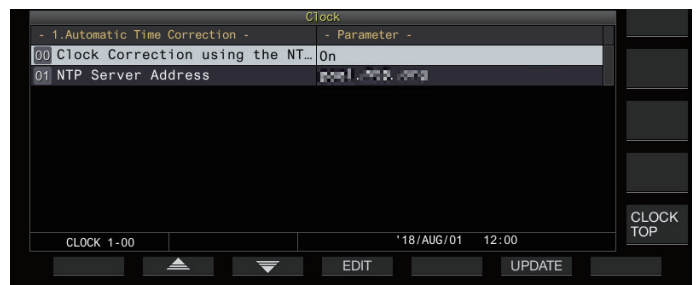 Clock
- 1.Automatic Time Correction - - Parameter -
00 Clock Correction using the NT… On
01 NTP Server Address
CLOCK 1-00 '18/AUG/01 12:00
CLOCK
TOP
EDIT UPDATE